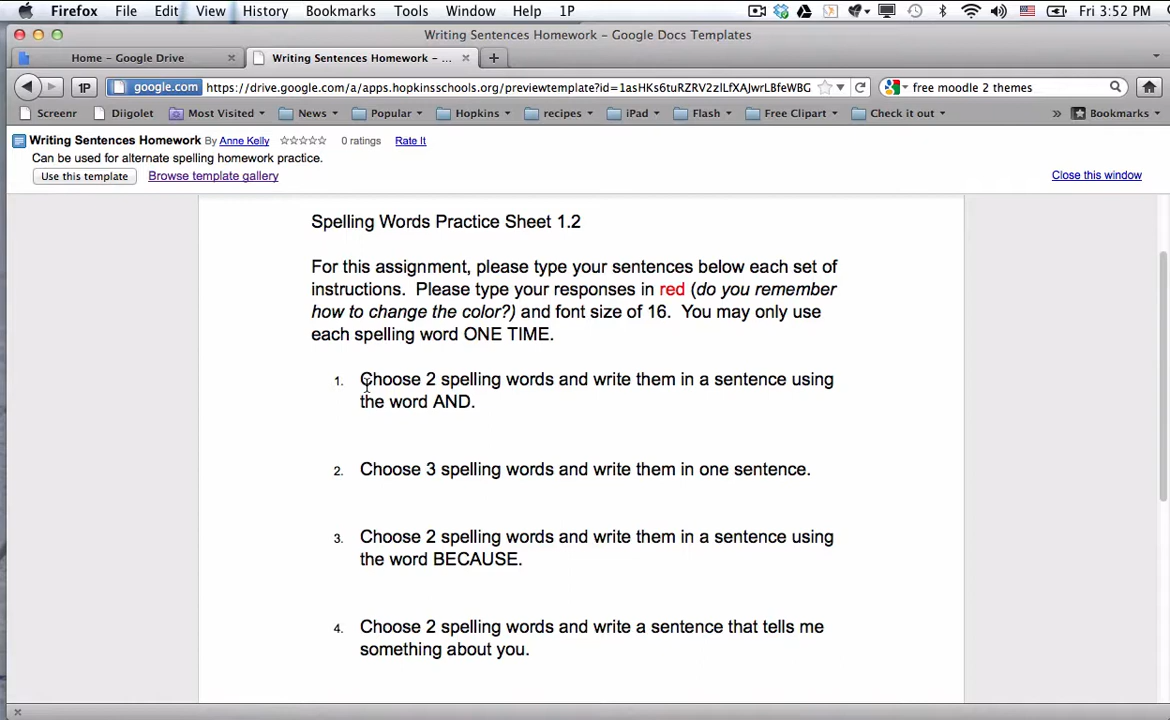 Firefox File Edit View History Bookmarks Tools Window Help 1P Fri 3:52 PM
Writing Sentences Homework - Google Docs Templates
Home - Google Drive Writing Sentences Homework - ...
1P google.com https://drive.google.com/a/apps.hopkinsschools.org/previewtemplate?id=1asHKs6tuRZRV2zlLfXAJwrLBfeWBG free moodle 2 themes
Screenr Diigolet Most Visited News Popular Hopkins recipes iPad Flash Free Clipart Check it out » Bookmarks
Writing Sentences Homework By Anne Kelly 0 ratings Rate It
Can be used for alternate spelling homework practice.
Use this template Browse template gallery Close this window
Spelling Words Practice Sheet 1.2
For this assignment, please type your sentences below each set of
instructions. Please type your responses in red (do you remember
how to change the color?) and font size of 16. You may only use
each spelling word ONE TIME.
1. Choose 2 spelling words and write them in a sentence using
the word AND.
2. Choose 3 spelling words and write them in one sentence.
3. Choose 2 spelling words and write them in a sentence using
the word BECAUSE.
4. Choose 2 spelling words and write a sentence that tells me
something about you.